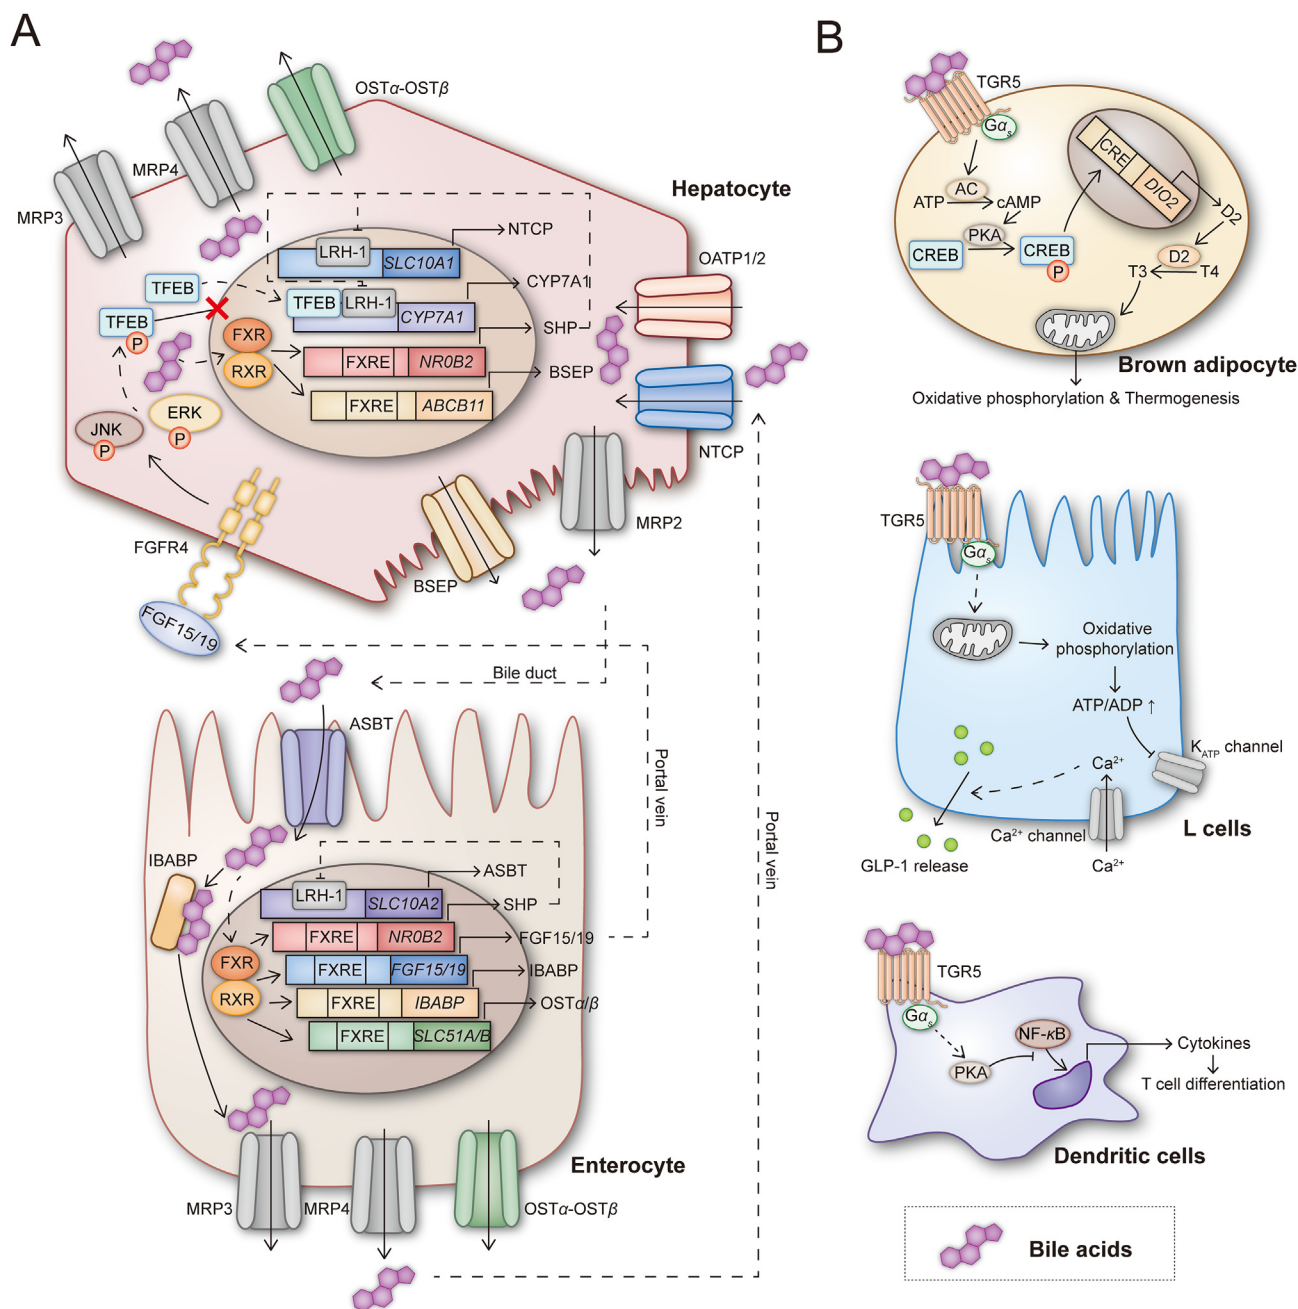 A
OSTα-OSTβ
MRP4
MRP3
Hepatocyte
NTCP
LRH-1
SLC10A1
OATP1/2
TFEB
CYP7A1
TFEB
LRH-1
TFEB
P
CYP7A1
SHP
FXR
RXR
FXRE
NR0B2
BSEP
FXRE
ABCB11
ERK
P
JNK
P
NTCP
MRP2
FGFR4
BSEP
FGF15/19
Bile duct
ASBT
Portal vein
Portal vein
IBABP
ASBT
LRH-1
SLC10A2
SHP
FXRE
NR0B2
FGF15/19
FXR
FXRE
FGF15/19
IBABP
RXR
FXRE
IBABP
OSTα/β
FXRE
SLC51A/B
Enterocyte
MRP3
MRP4
OSTα-OSTβ
B
TGR5
Gαs
CRE
DIO2
AC
ATP
cAMP
D2
PKA
CREB
CREB
P
D2
T3
T4
Brown adipocyte
Oxidative phosphorylation & Thermogenesis
TGR5
Gαs
Oxidative
phosphorylation
ATP/ADP ↑
KATP channel
Ca2+
Ca2+ channel
L cells
GLP-1 release
Ca2+
TGR5
Gαs
NF-κB
PKA
Cytokines
T cell differentiation
Dendritic cells
Bile acids